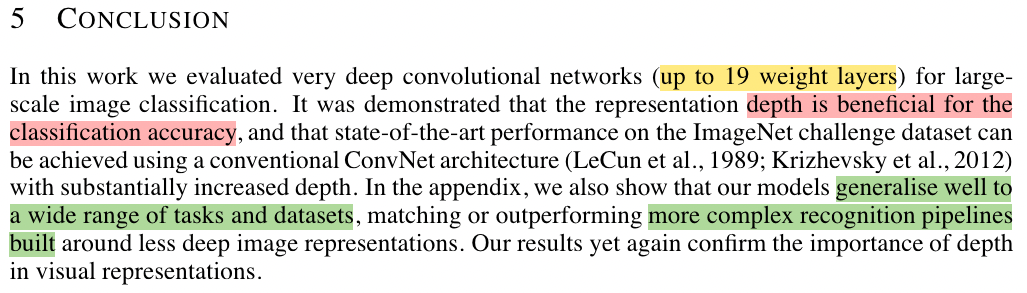 5 CONCLUSION
In this work we evaluated very deep convolutional networks (up to 19 weight layers) for large-
scale image classification. It was demonstrated that the representation depth is beneficial for the
classification accuracy, and that state-of-the-art performance on the ImageNet challenge dataset can
be achieved using a conventional ConvNet architecture (LeCun et al., 1989; Krizhevsky et al., 2012)
with substantially increased depth. In the appendix, we also show that our models generalise well to
a wide range of tasks and datasets, matching or outperforming more complex recognition pipelines
built around less deep image representations. Our results yet again confirm the importance of depth
in visual representations.